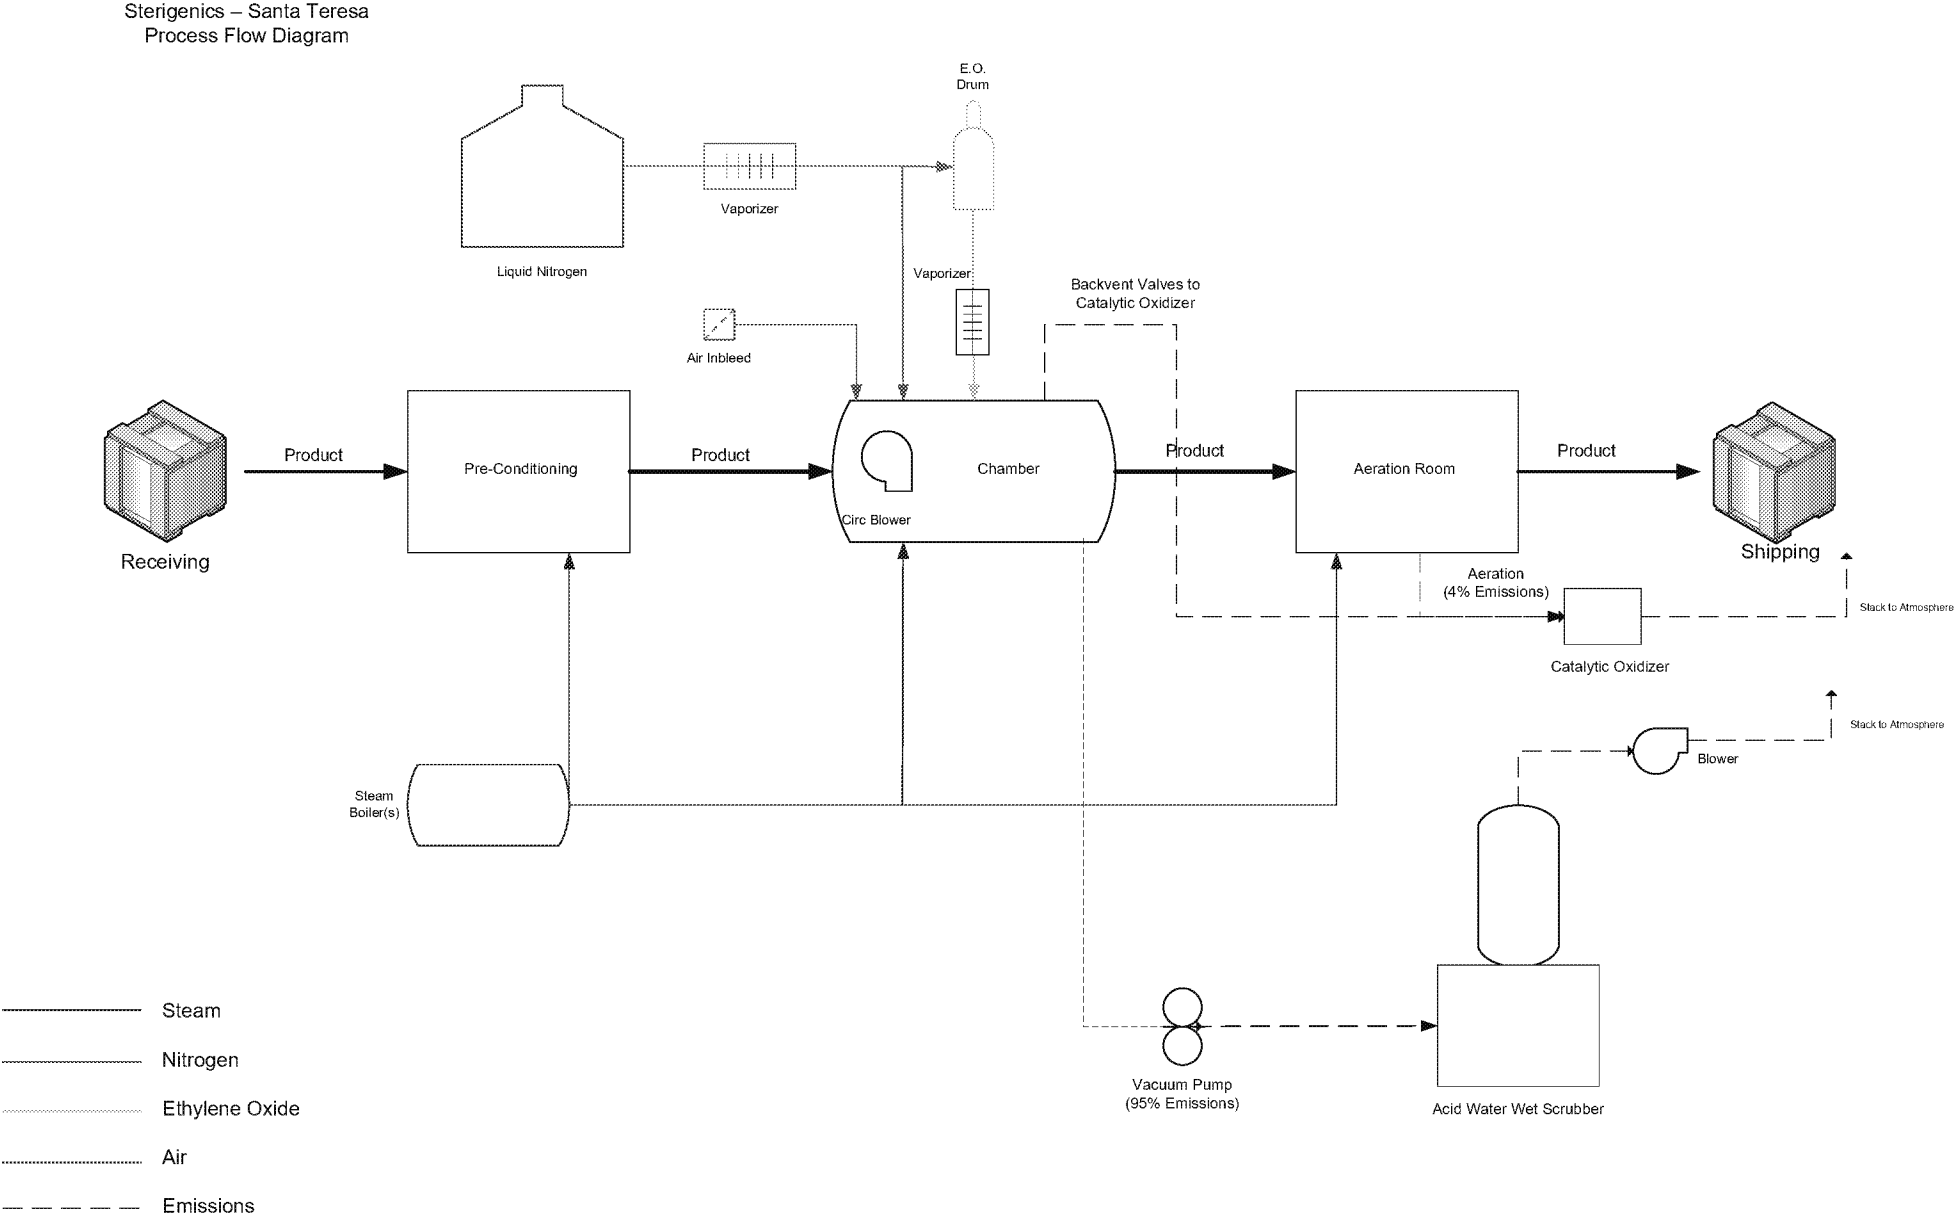 Sterigenics – Santa Teresa
Process Flow Diagram
E.O.
Drum
Vaporizer
Liquid Nitrogen
Vaporizer
Backvent Valves to
Catalytic Oxidizer
Air Inbleed
Product
Product
Product
Product
Pre-Conditioning
Chamber
Aeration Room
Circ Blower
Receiving
Shipping
Aeration
(4% Emissions)
Stack to Atmosphere
Catalytic Oxidizer
Stack to Atmosphere
Blower
Steam
Boiler(s)
Vacuum Pump
(95% Emissions)
Acid Water Wet Scrubber
Steam
Nitrogen
Ethylene Oxide
Air
Emissions